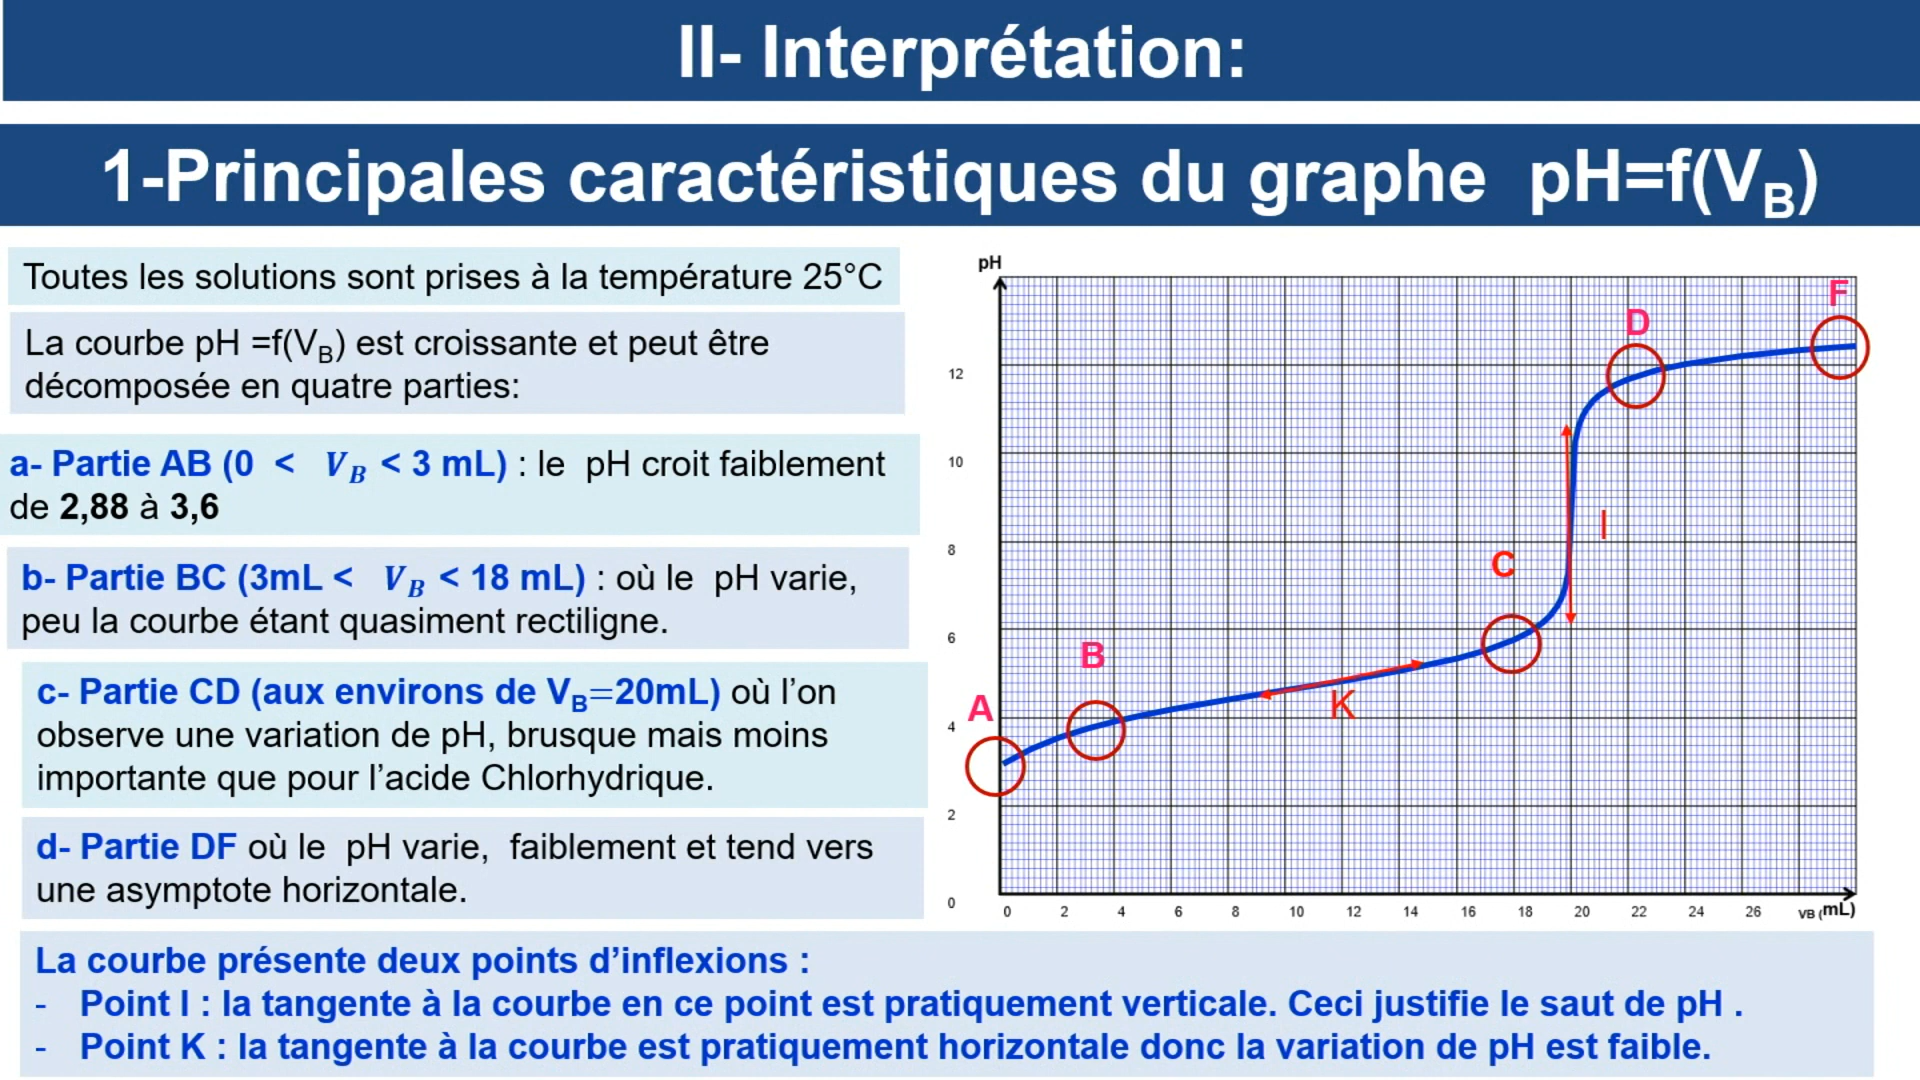 II- Interprétation:
1-Principales caractéristiques du graphe pH=f(VB)
Toutes les solutions sont prises à la température 25°C
La courbe pH =f(VB) est croissante et peut être
décomposée en quatre parties:
a- Partie AB (0 < VB < 3 mL) : le pH croit faiblement
de 2,88 à 3,6
b- Partie BC (3mL < VB < 18 mL) : où le pH varie,
peu la courbe étant quasiment rectiligne.
c- Partie CD (aux environs de VB=20mL) où l'on
observe une variation de pH, brusque mais moins
importante que pour l'acide Chlorhydrique.
d- Partie DF où le pH varie, faiblement et tend vers
une asymptote horizontale.
pH
F
D
12
10
I
8
C
6
B
K
A
4
2
0
0 2 4 6 8 10 12 14 16 18 20 22 24 26 VB (mL)
La courbe présente deux points d'inflexions :
- Point I : la tangente à la courbe en ce point est pratiquement verticale. Ceci justifie le saut de pH .
- Point K : la tangente à la courbe est pratiquement horizontale donc la variation de pH est faible.